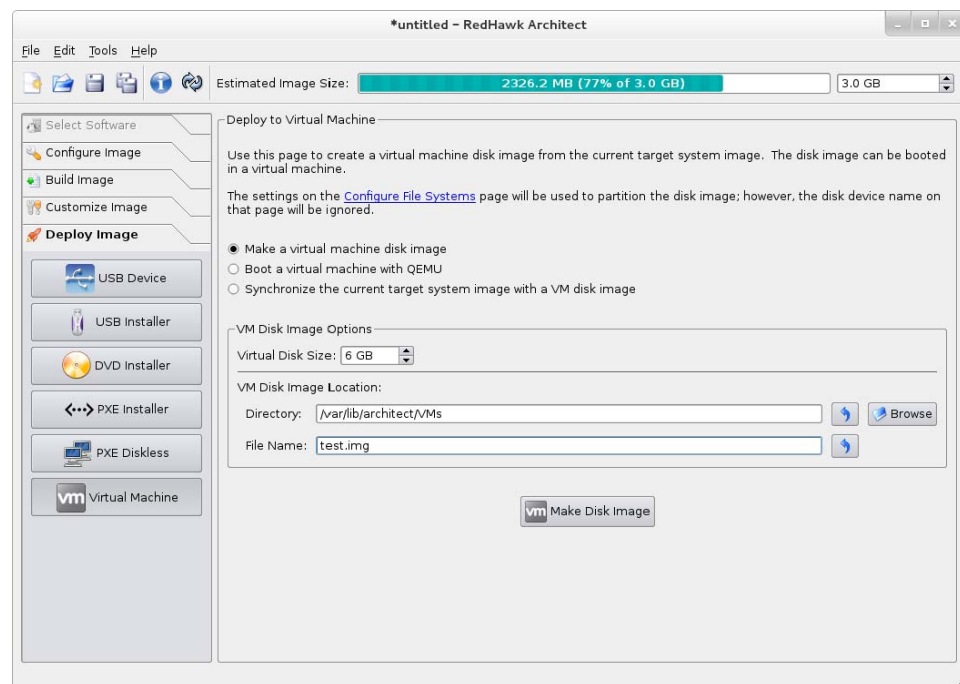 *untitled – RedHawk Architect
File Edit Tools Help
Estimated Image Size: 2326.2 MB (77% of 3.0 GB) 3.0 GB
Select Software
Configure Image
Build Image
Customize Image
Deploy Image
USB Device
USB Installer
DVD Installer
PXE Installer
PXE Diskless
vm Virtual Machine
Deploy to Virtual Machine
Use this page to create a virtual machine disk image from the current target system image. The disk image can be booted
in a virtual machine.
The settings on the Configure File Systems page will be used to partition the disk image; however, the disk device name on
that page will be ignored.
Make a virtual machine disk image
Boot a virtual machine with QEMU
Synchronize the current target system image with a VM disk image
VM Disk Image Options
Virtual Disk Size: 6 GB
VM Disk Image Location:
Directory: /var/lib/architect/VMs Browse
File Name: test.img
vm Make Disk Image